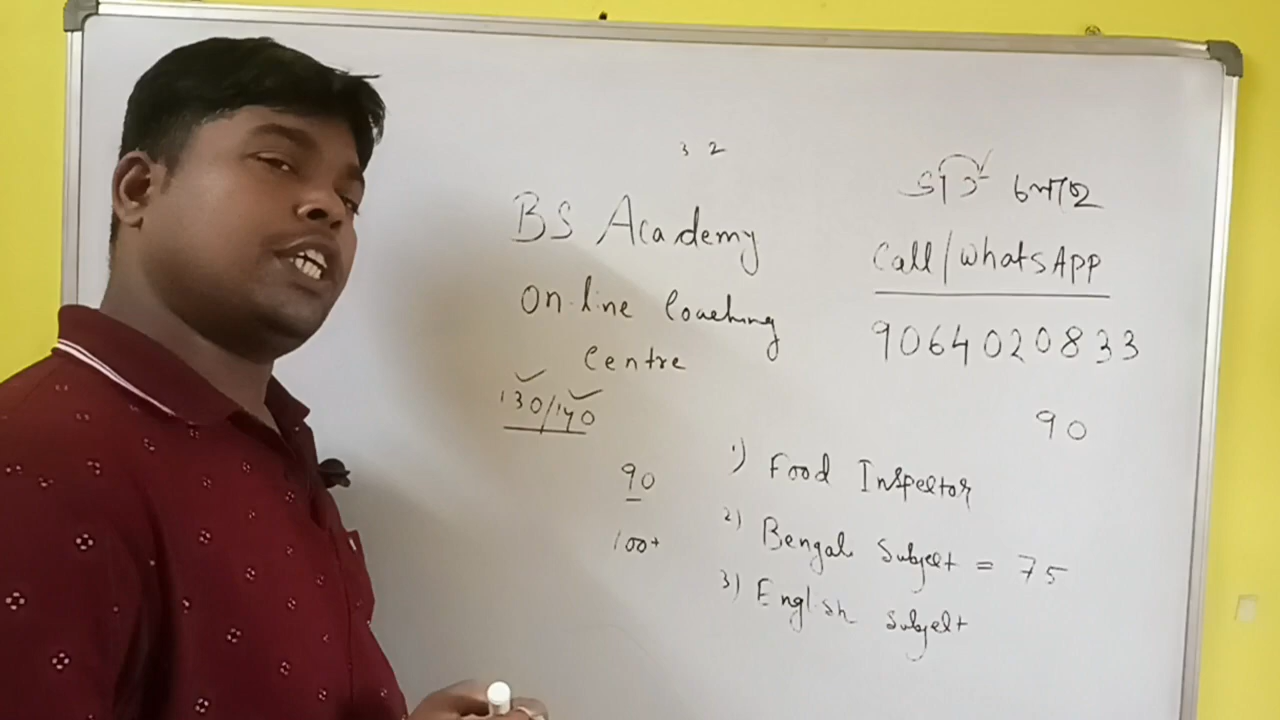 3 2
BS Academy
On-line Coaching
Centre
130/140
90
100+
Call/WhatsApp
9064020833
90
1) Food Inspector
2) Bengali Subject = 75
3) English Subject